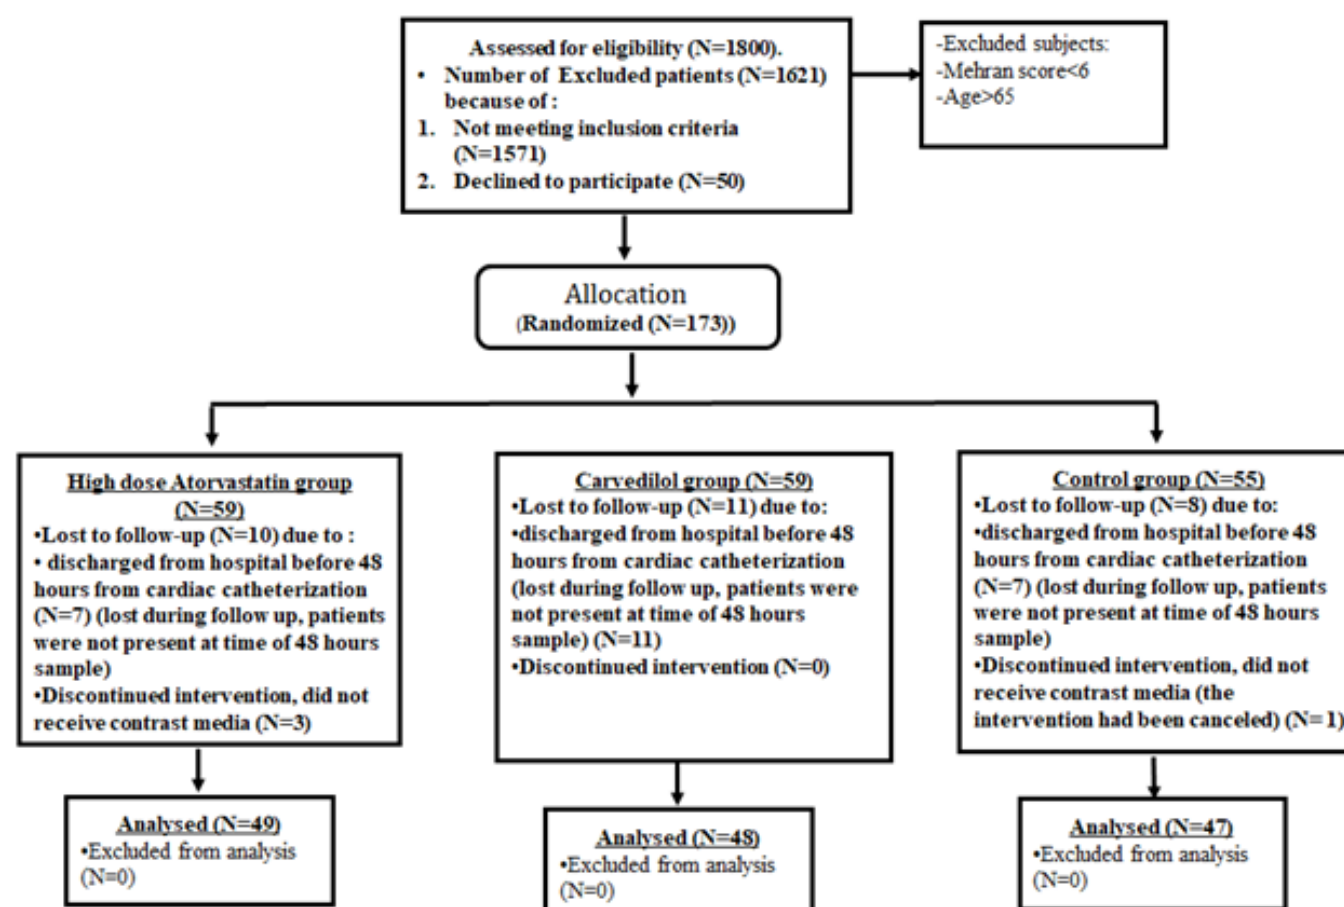 Assessed for eligibility (N=1800).
• Number of Excluded patients (N=1621)
because of :
1. Not meeting inclusion criteria
(N=1571)
2. Declined to participate (N=50)
-Excluded subjects:
-Mehran score<6
-Age>65
Allocation
(Randomized (N=173))
High dose Atorvastatin group
(N=59)
•Lost to follow-up (N=10) due to :
• discharged from hospital before 48
hours from cardiac catheterization
(N=7) (lost during follow up, patients
were not present at time of 48 hours
sample)
•Discontinued intervention, did not
receive contrast media (N=3)
Carvedilol group (N=59)
•Lost to follow-up (N=11) due to:
•discharged from hospital before 48
hours from cardiac catheterization
(lost during follow up, patients were
not present at time of 48 hours
sample) (N=11)
•Discontinued intervention (N=0)
Control group (N=55)
•Lost to follow-up (N=8) due to:
•discharged from hospital before 48
hours from cardiac catheterization
(N=7) (lost during follow up, patients
were not present at time of 48 hours
sample)
•Discontinued intervention, did not
receive contrast media (the
intervention had been canceled) (N=1)
Analysed (N=49)
•Excluded from analysis
(N=0)
Analysed (N=48)
•Excluded from analysis
(N=0)
Analysed (N=47)
•Excluded from analysis
(N=0)